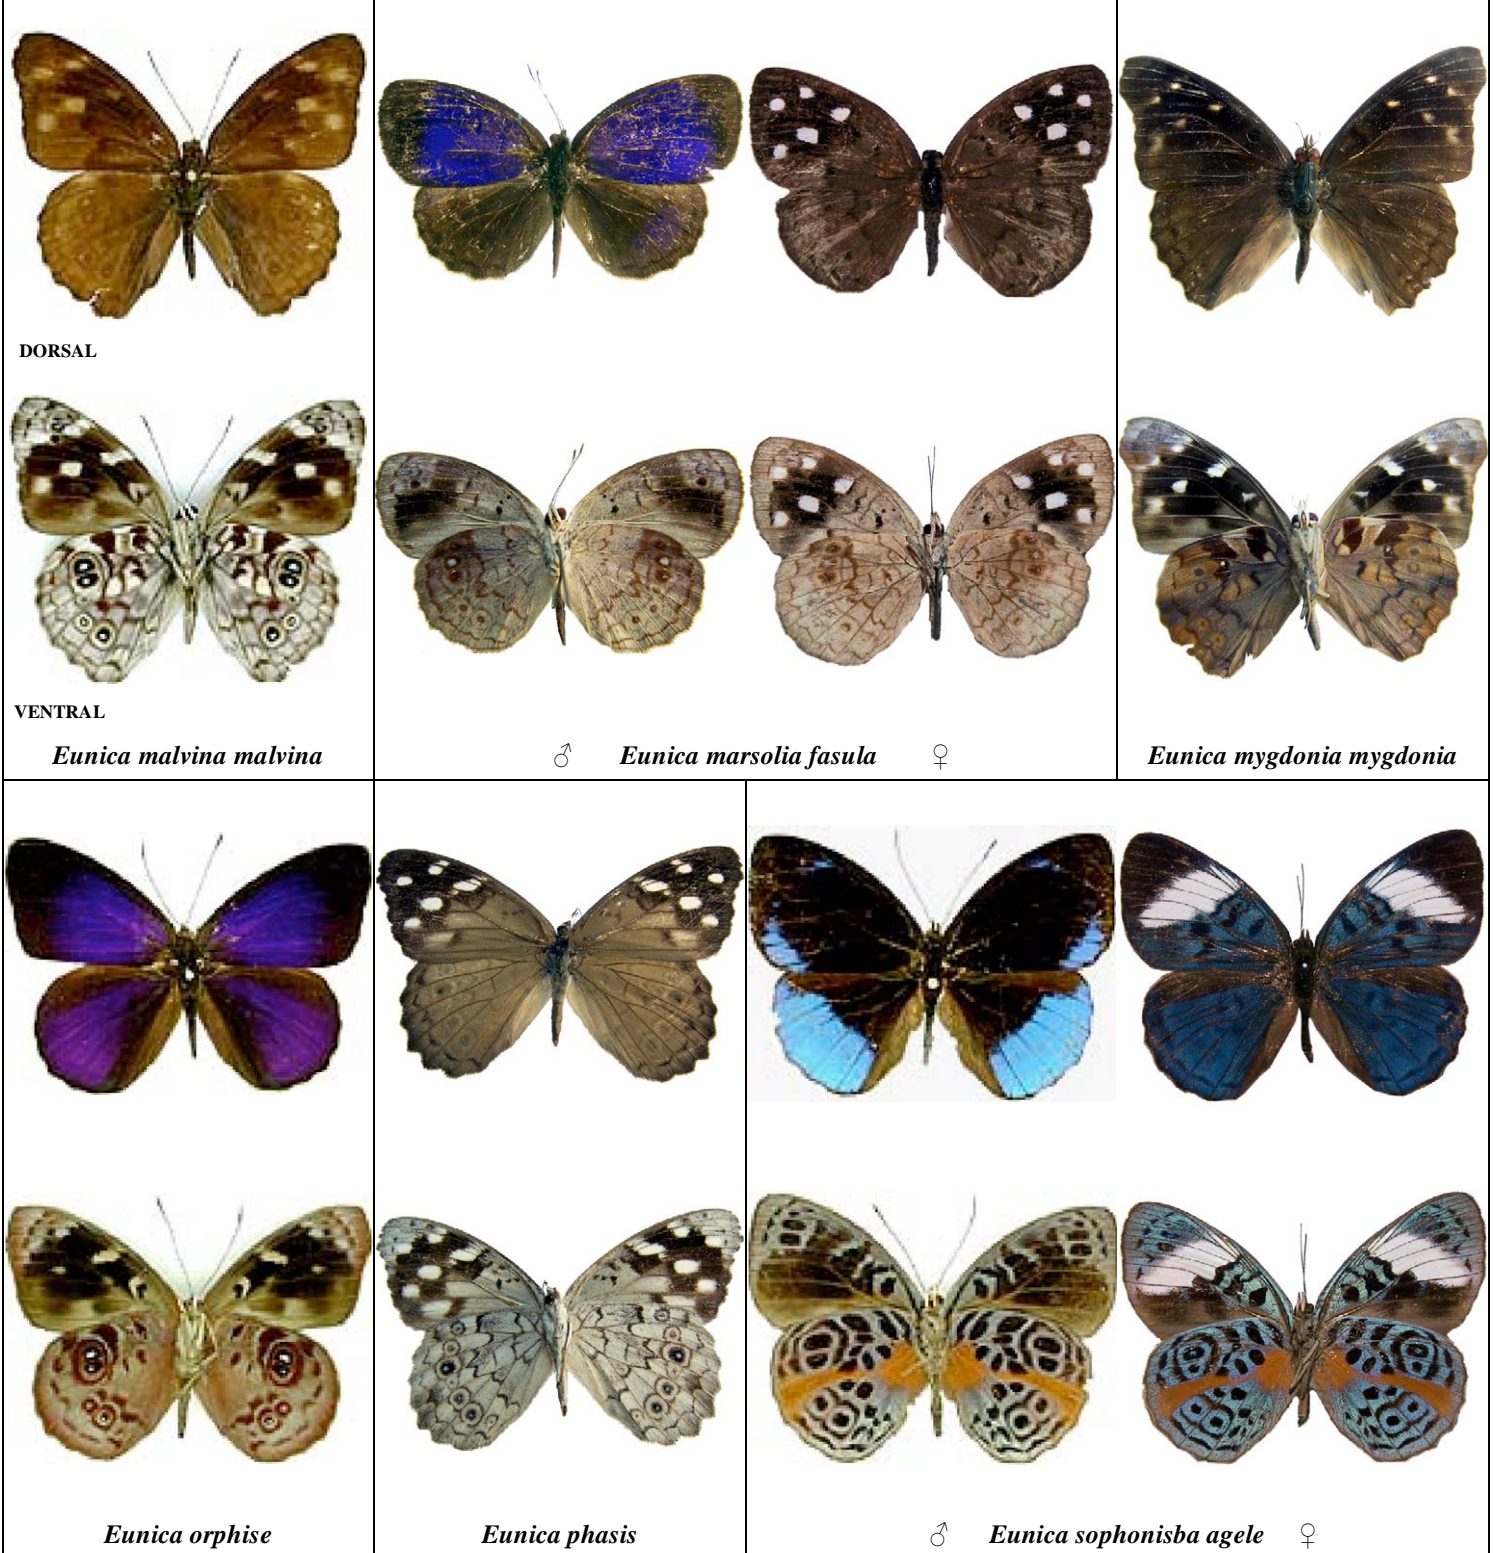 DORSAL
VENTRAL
Eunica malvina malvina
♂ Eunica marsolia fasula ♀
Eunica mygdonia mygdonia
Eunica orphise
Eunica phasis
♂ Eunica sophonisba agele ♀